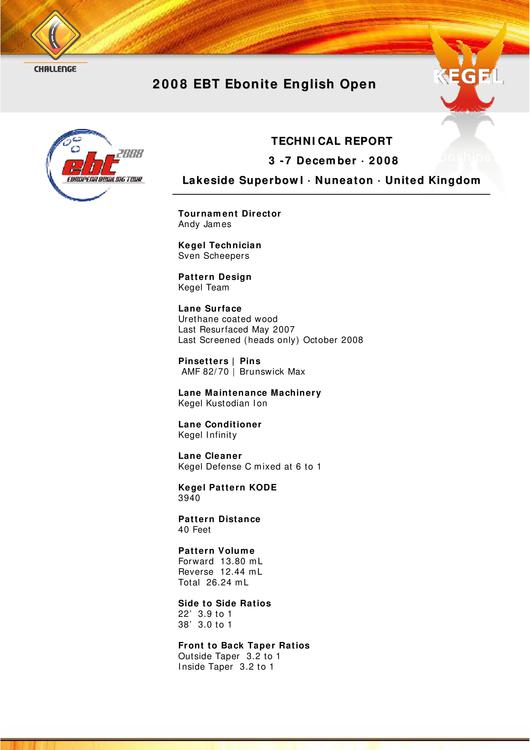 CHALLENGE
2008 EBT Ebonite English Open
KEGEL
ebt 2008
EUROPEAN BOWLING TOUR
TECHNICAL REPORT
3 -7 December · 2008
Lakeside Superbowl · Nuneaton · United Kingdom
Tournament Director
Andy James
Kegel Technician
Sven Scheepers
Pattern Design
Kegel Team
Lane Surface
Urethane coated wood
Last Resurfaced May 2007
Last Screened (heads only) October 2008
Pinsetters | Pins
AMF 82/70 | Brunswick Max
Lane Maintenance Machinery
Kegel Kustodian Ion
Lane Conditioner
Kegel Infinity
Lane Cleaner
Kegel Defense C mixed at 6 to 1
Kegel Pattern KODE
3940
Pattern Distance
40 Feet
Pattern Volume
Forward 13.80 mL
Reverse 12.44 mL
Total 26.24 mL
Side to Side Ratios
22' 3.9 to 1
38' 3.0 to 1
Front to Back Taper Ratios
Outside Taper 3.2 to 1
Inside Taper 3.2 to 1